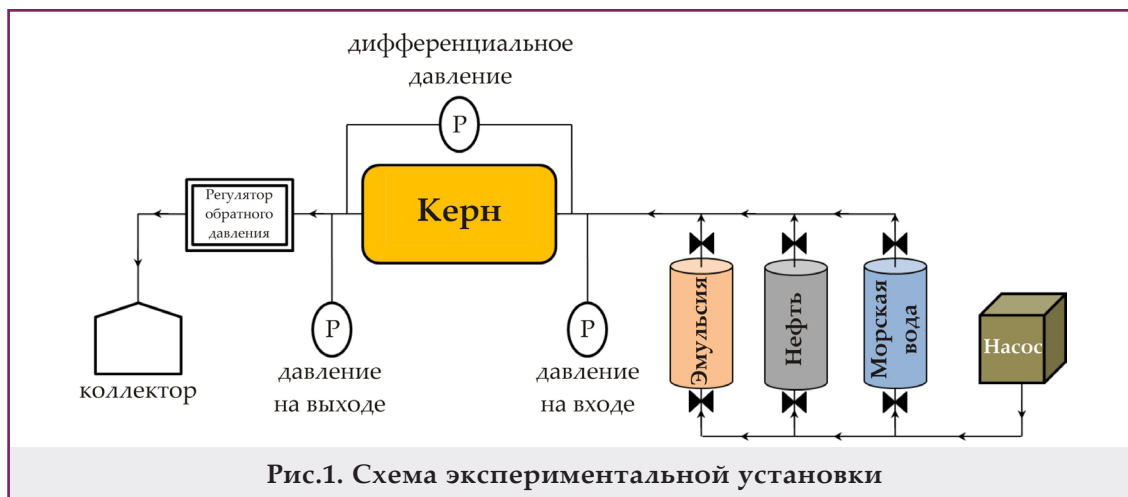 дифференциальное
давление
P
Регулятор
обратного
давления
Керн
Эмульсия
Нефть
Морская
вода
Насос
P
P
коллектор
давление
на выходе
давление
на входе
Рис.1. Схема экспериментальной установки